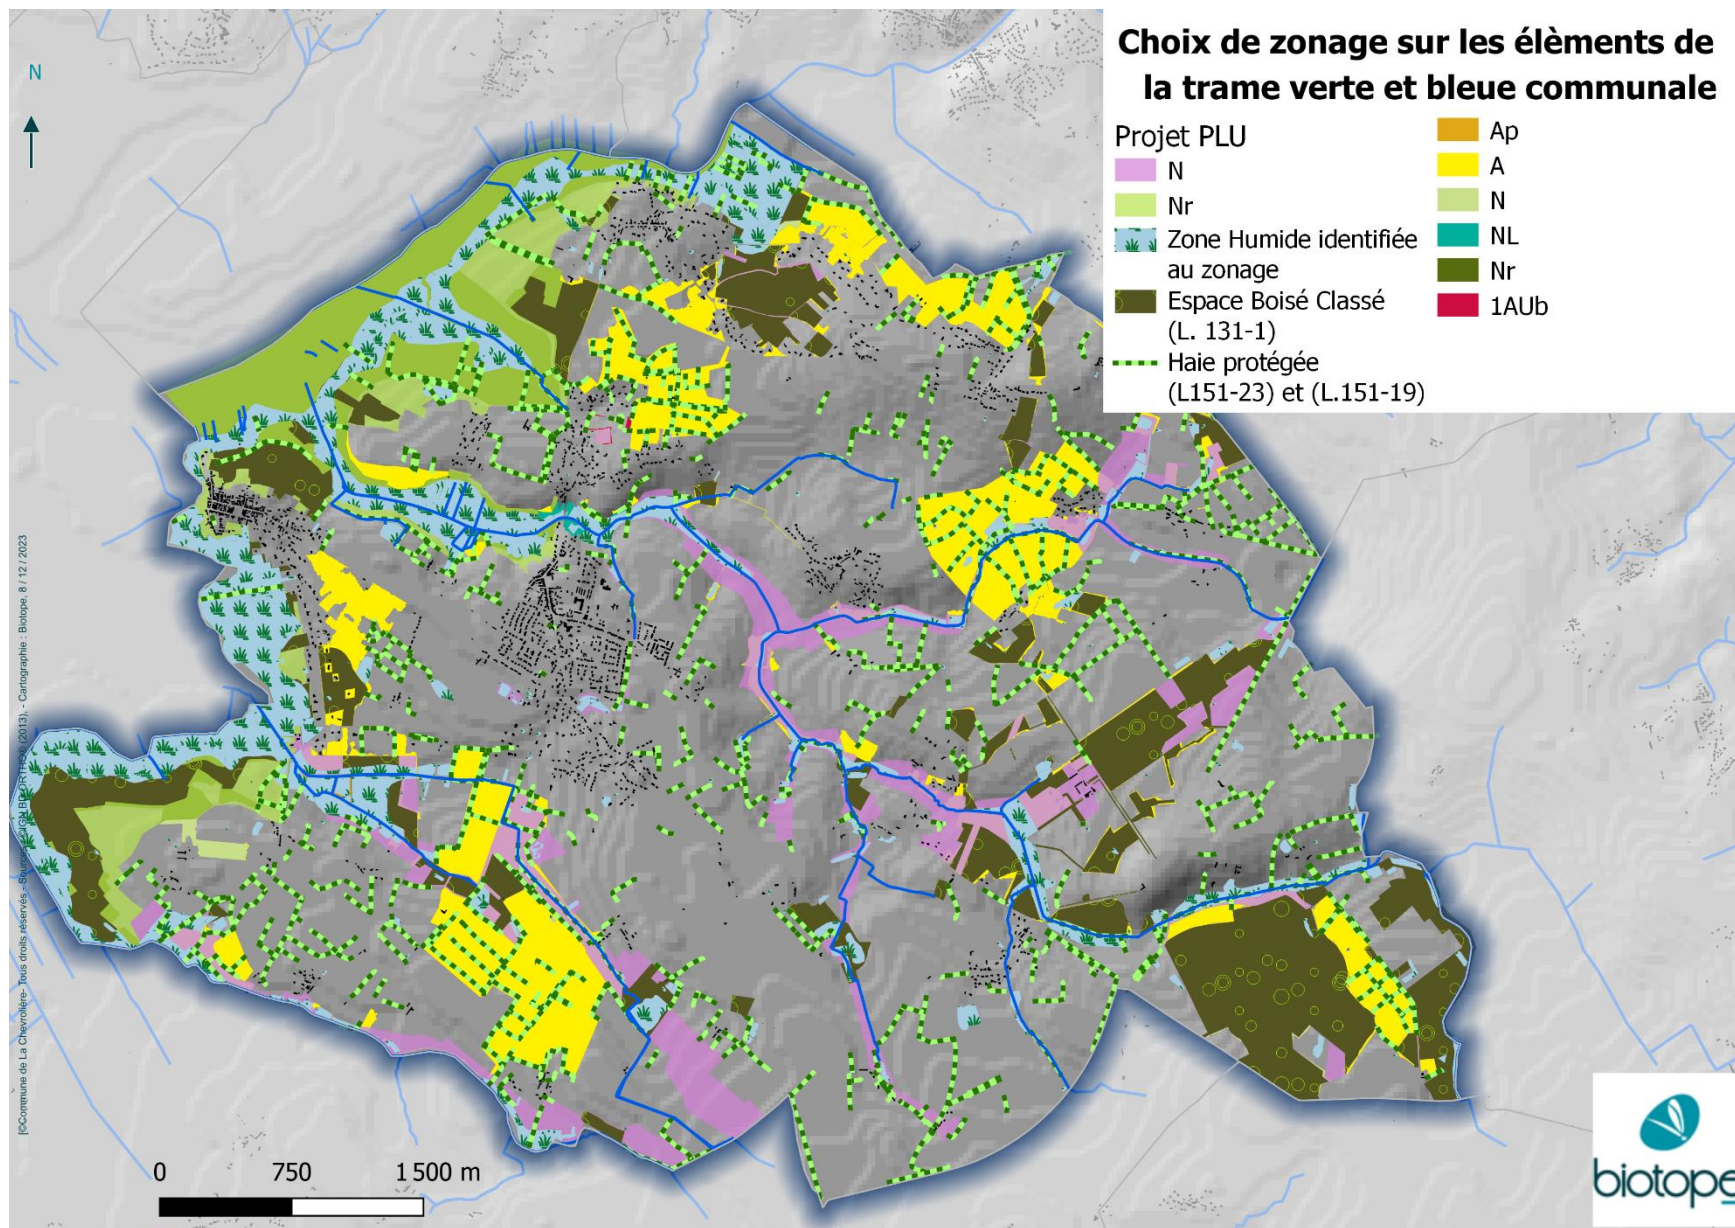 Choix de zonage sur les élèments de
la trame verte et bleue communale
Projet PLU
N
Nr
Zone Humide identifiée
au zonage
Espace Boisé Classé
(L. 131-1)
Haie protégée
(L151-23) et (L.151-19)
Ap
A
N
NL
Nr
1AUb
N
0 750 1 500 m
biotope